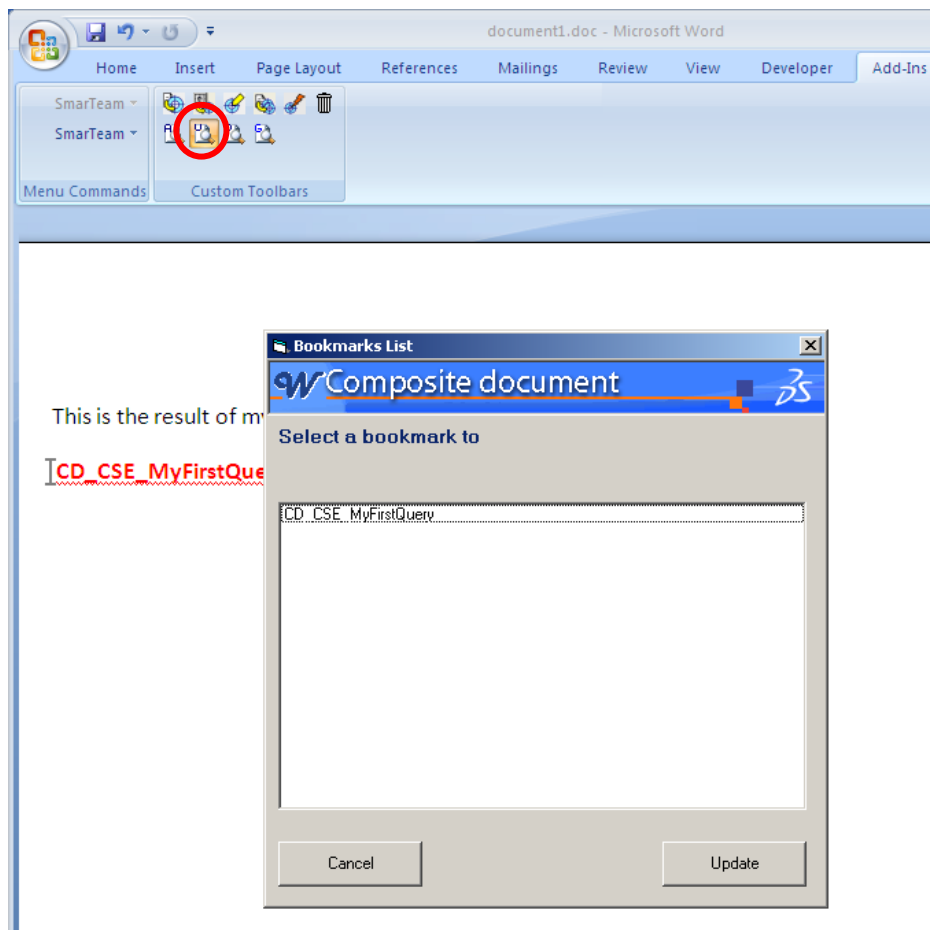 document1.doc - Microsoft Word
Home Insert Page Layout References Mailings Review View Developer Add-Ins
SmarTeam
SmarTeam
Menu Commands Custom Toolbars
Bookmarks List
Composite document
This is the result of my
Select a bookmark to
CD_CSE_MyFirstQue
CD_CSE_MyFirstQuery
Cancel Update